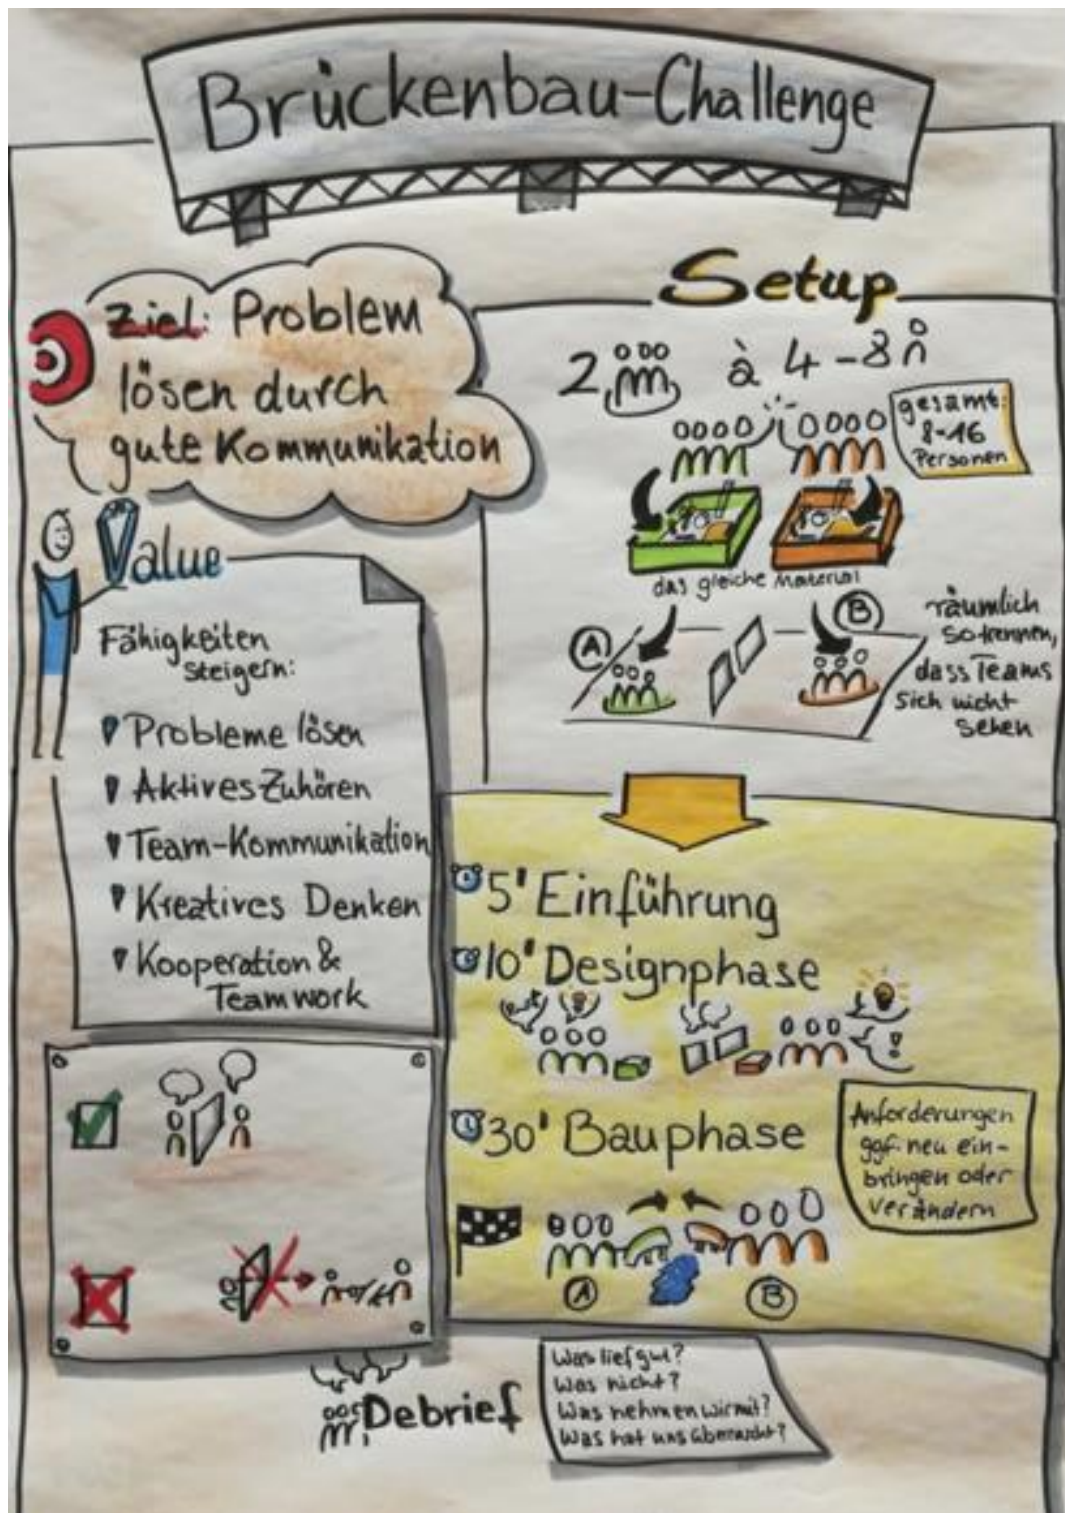 Brückenbau-Challenge
Ziel: Problem
lösen durch
gute Kommunikation
Value
Fähigkeiten
steigern:
Probleme lösen
Aktives Zuhören
Team-Kommunikation
Kreatives Denken
Kooperation &
Teamwork
Setup
2 à 4-8
gesamt:
8-16
Personen
das gleiche Material
A
B
räumlich
so trennen,
dass Teams
sich nicht
sehen
5' Einführung
10' Designphase
!
30' Bauphase
Anforderungen
ggf. neu ein-
bringen oder
verändern
A
B
Debrief
Was lief gut?
Was nicht?
Was nehmen wir mit?
Was hat uns überrascht?